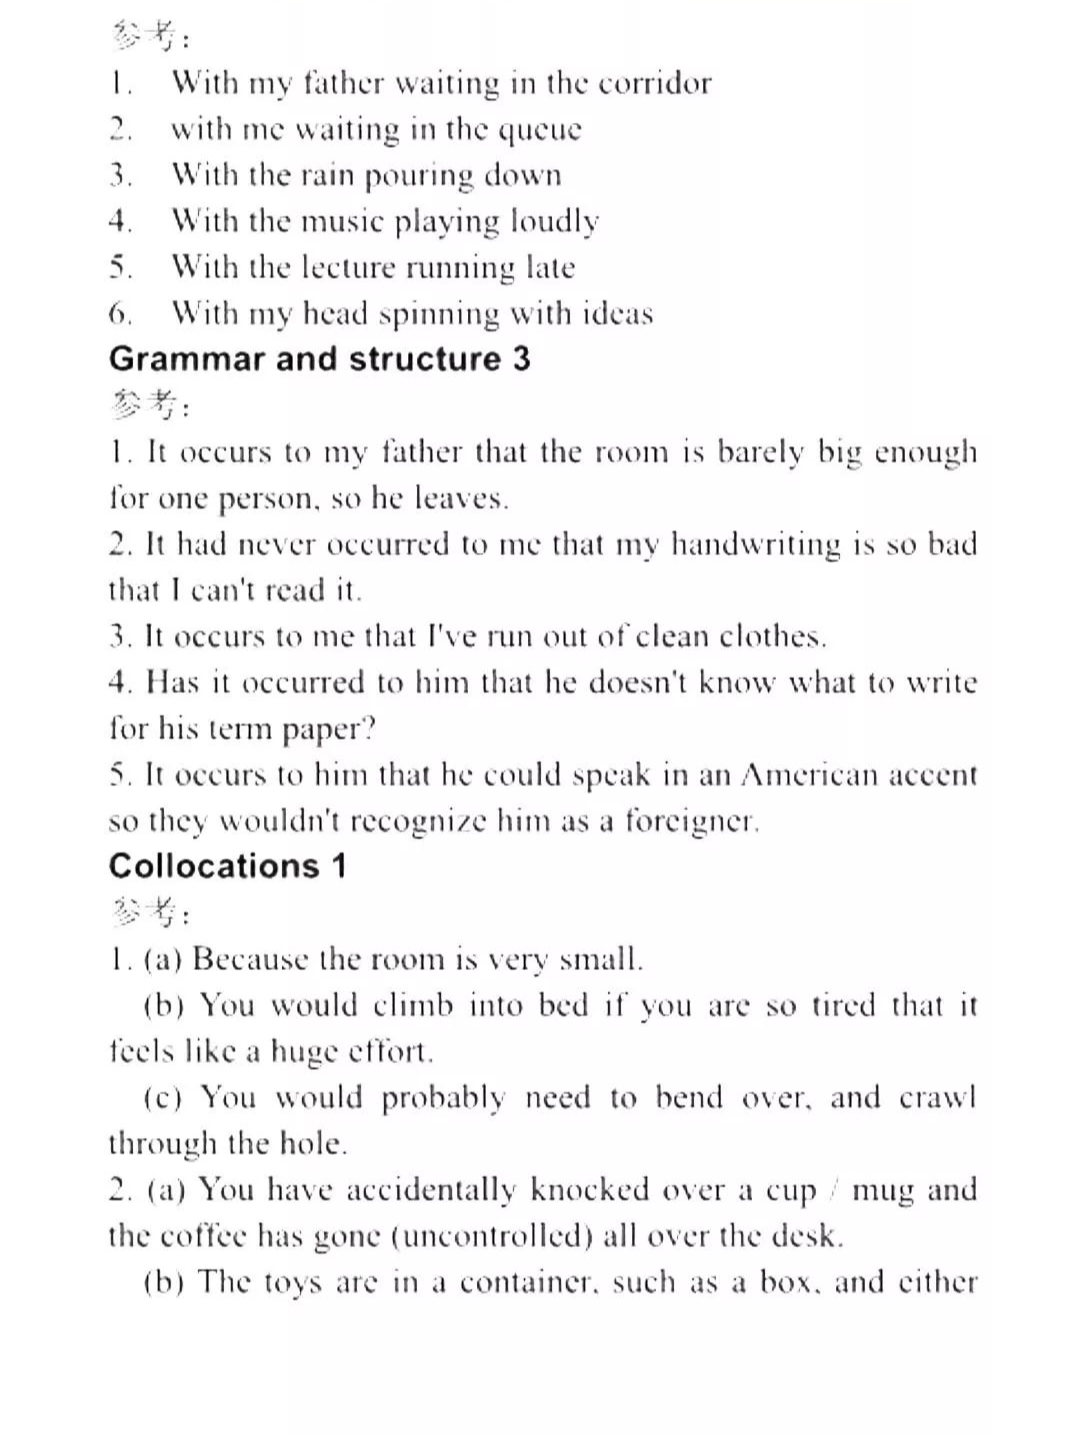 参考:
1. With my father waiting in the corridor
2. with me waiting in the queue
3. With the rain pouring down
4. With the music playing loudly
5. With the lecture running late
6. With my head spinning with ideas
Grammar and structure 3
参考:
1. It occurs to my father that the room is barely big enough
for one person, so he leaves.
2. It had never occurred to me that my handwriting is so bad
that I can't read it.
3. It occurs to me that I've run out of clean clothes.
4. Has it occurred to him that he doesn't know what to write
for his term paper?
5. It occurs to him that he could speak in an American accent
so they wouldn't recognize him as a foreigner.
Collocations 1
参考:
1. (a) Because the room is very small.
(b) You would climb into bed if you are so tired that it
feels like a huge effort.
(c) You would probably need to bend over, and crawl
through the hole.
2. (a) You have accidentally knocked over a cup / mug and
the coffee has gone (uncontrolled) all over the desk.
(b) The toys are in a container, such as a box, and either